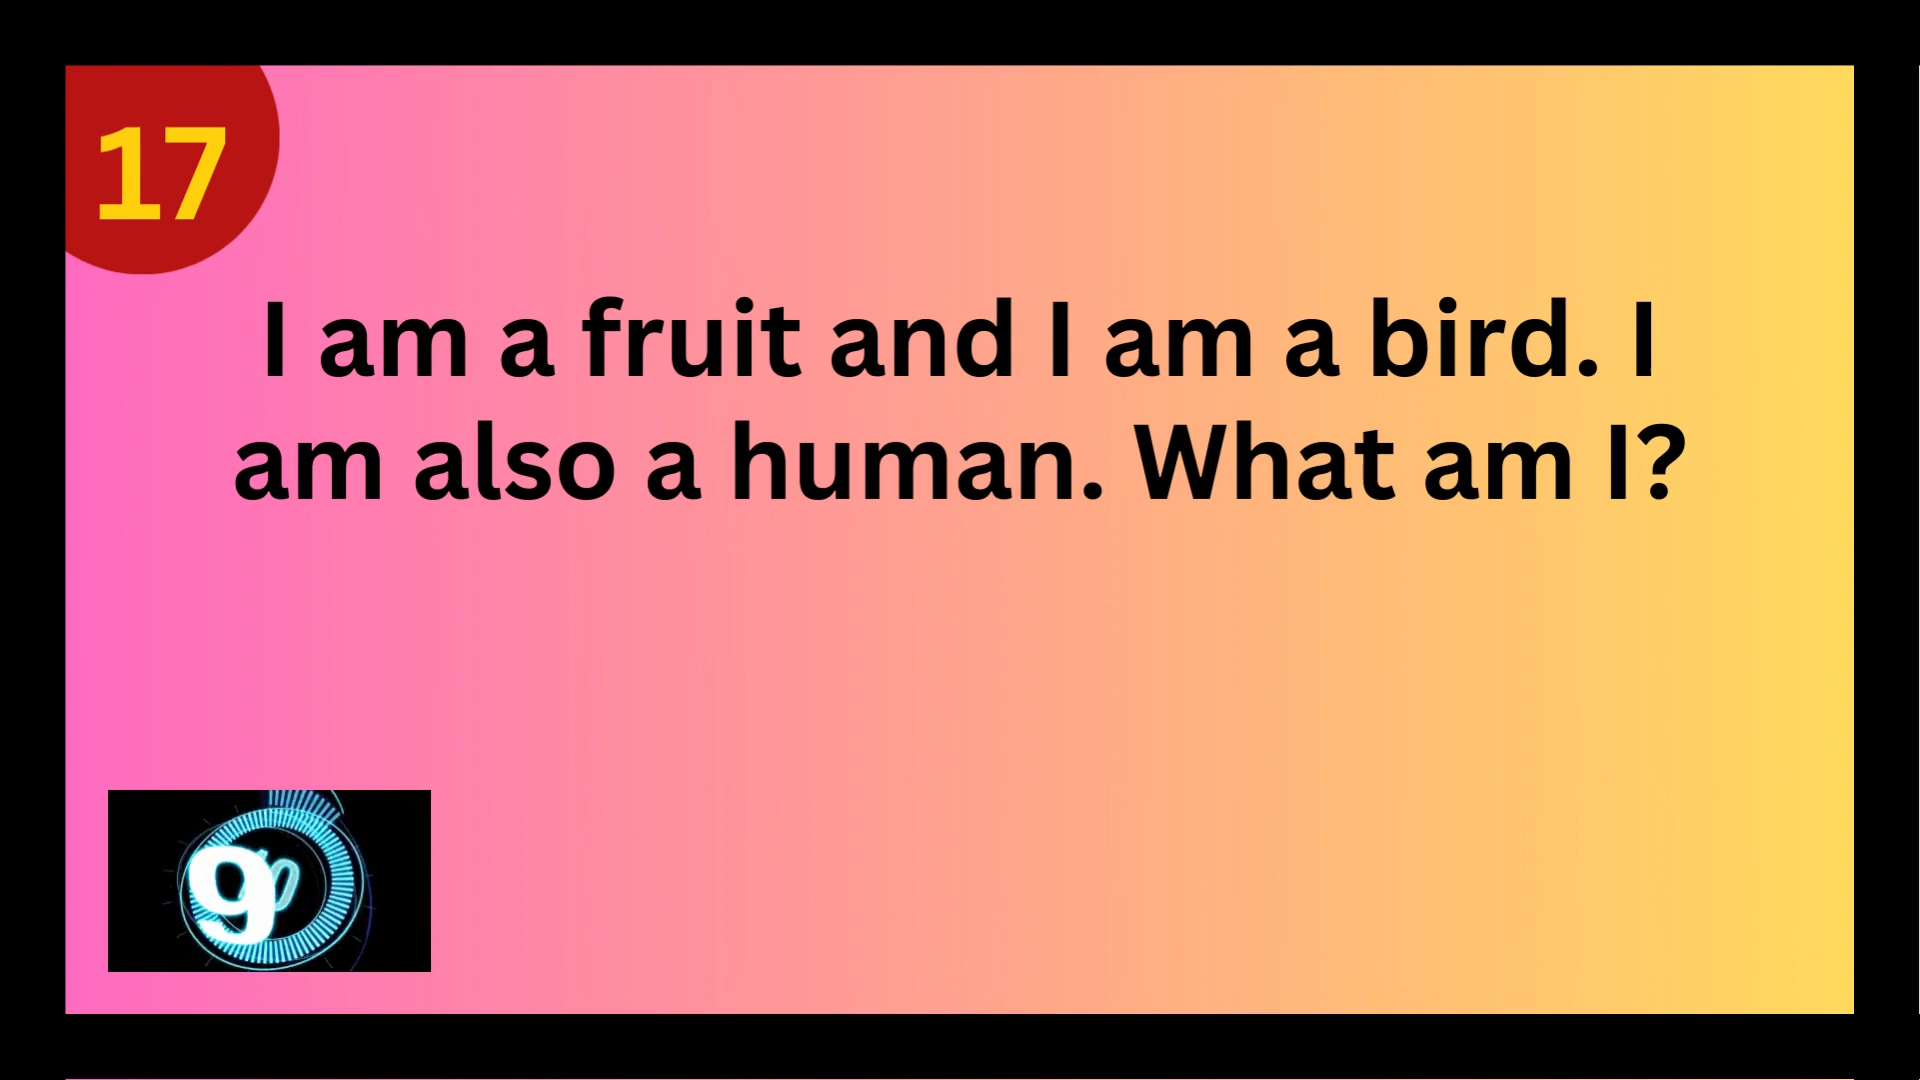 17
I am a fruit and I am a bird. I
am also a human. What am I?
9